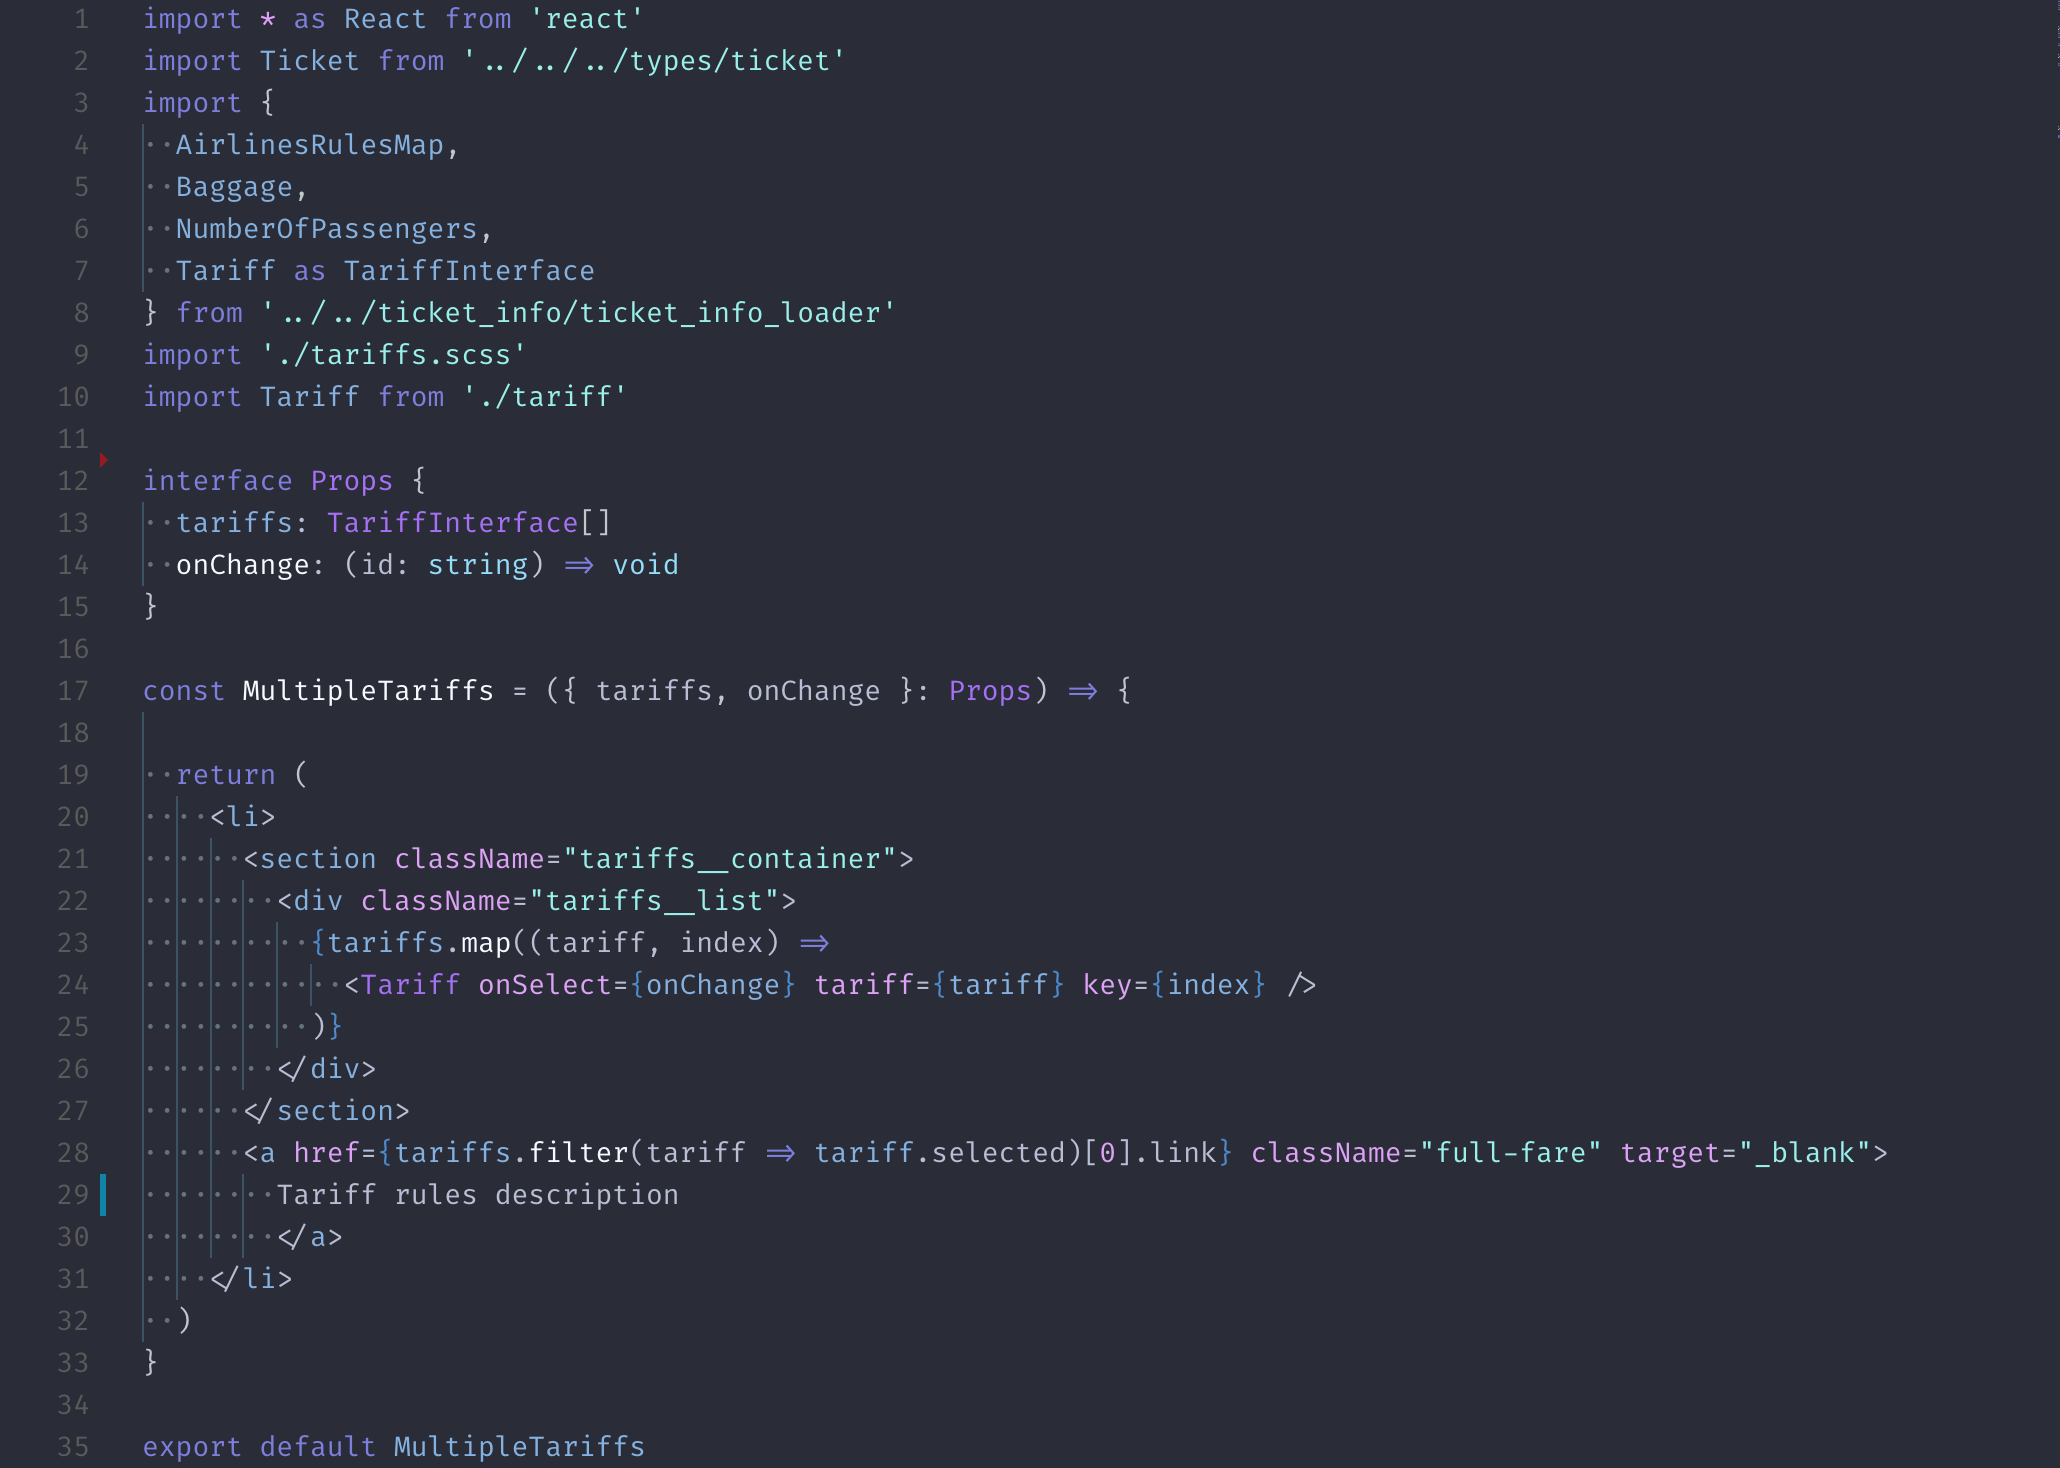 1 import * as React from 'react'
2 import Ticket from '../../../types/ticket'
3 import {
4   AirlinesRulesMap,
5   Baggage,
6   NumberOfPassengers,
7   Tariff as TariffInterface
8 } from '../../ticket_info/ticket_info_loader'
9 import './tariffs.scss'
10 import Tariff from './tariff'
11
12 interface Props {
13   tariffs: TariffInterface[]
14   onChange: (id: string) => void
15 }
16
17 const MultipleTariffs = ({ tariffs, onChange }: Props) => {
18
19   return (
20     <li>
21       <section className="tariffs__container">
22         <div className="tariffs__list">
23           {tariffs.map((tariff, index) =>
24             <Tariff onSelect={onChange} tariff={tariff} key={index} />
25           )}
26         </div>
27       </section>
28       <a href={tariffs.filter(tariff => tariff.selected)[0].link} className="full-fare" target="_blank">
29         Tariff rules description
30         </a>
31     </li>
32   )
33 }
34
35 export default MultipleTariffs